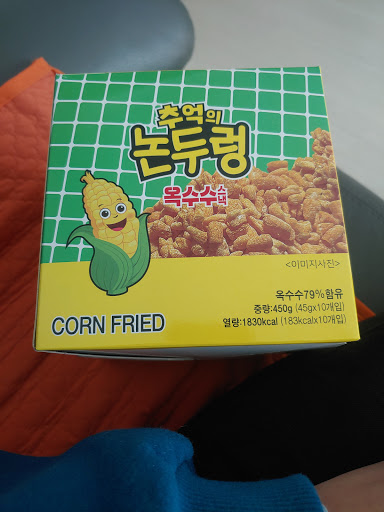 추억의
논두렁
옥수수스낵
<이미지사진>
옥수수79%함유
중량:450g (45gx10개입)
열량:1830kcal (183kcalx10개입)
CORN FRIED